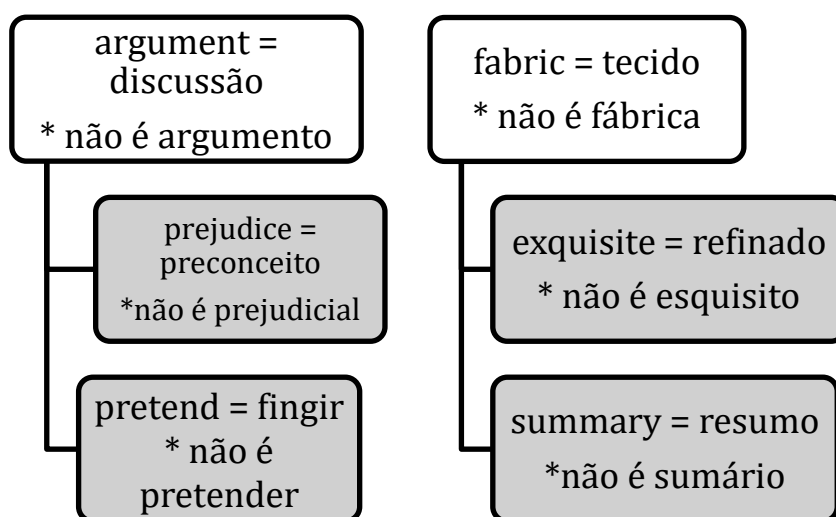 argument =
discussão
* não é argumento
prejudice =
preconceito
*não é prejudicial
pretend = fingir
* não é
pretender
fabric = tecido
* não é fábrica
exquisite = refinado
* não é esquisito
summary = resumo
*não é sumário